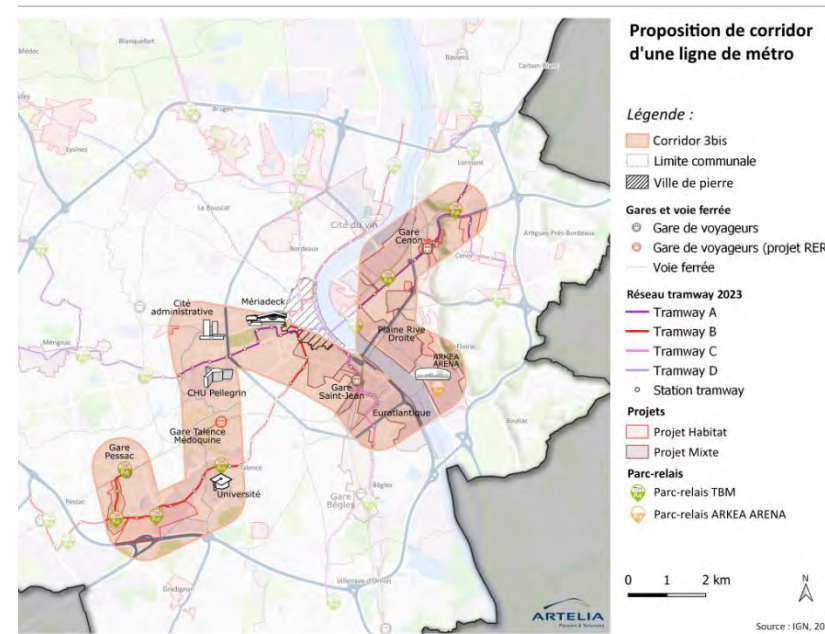 Proposition de corridor
d'une ligne de métro
Légende :
Corridor 3bis
Limite communale
Ville de pierre
Gares et voie ferrée
Gare de voyageurs
Gare de voyageurs (projet RER
Voie ferrée
Réseau tramway 2023
Tramway A
Tramway B
Tramway C
Tramway D
Station tramway
Projets
Projet Habitat
Projet Mixte
Parc-relais
Parc-relais TBM
Parc-relais ARKEA ARENA
0 1 2 km
N
Source : IGN, 20
ARTELIA
Blanquefort
Médoc
Bassens
Carbon-Blanc
Bruges
Eysines
Lormont
Le Bouscat
Cité du vin
Gare
Cenon
Artigues-Près-Bordeaux
Bordeaux
Cenon
Cité
administrative
Mériadeck
Mérignac
Plaine Rive
Droite
Floirac
ARKEA
ARENA
CHU Pellegrin
Gare
Saint-Jean
Euratlantique
Gare Talence
Médoquine
Bouliac
Gare
Pessac
Talence
Université
Pessac
Gare
Bègles
Bègles
Villenave-d'Ornon
Gradignan